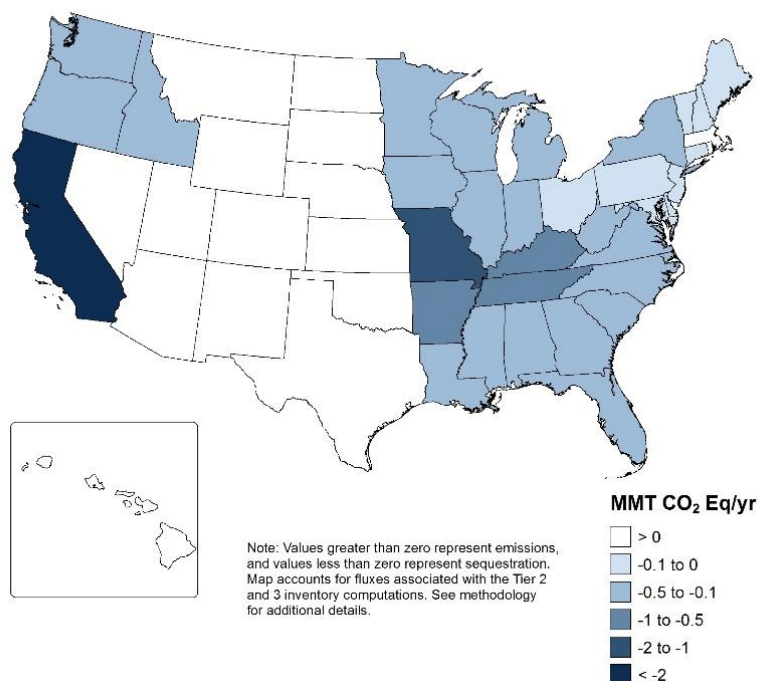 Note: Values greater than zero represent emissions,
and values less than zero represent sequestration.
Map accounts for fluxes associated with the Tier 2
and 3 inventory computations. See methodology
for additional details.
MMT CO₂ Eq/yr
> 0
-0.1 to 0
-0.5 to -0.1
-1 to -0.5
-2 to -1
< -2